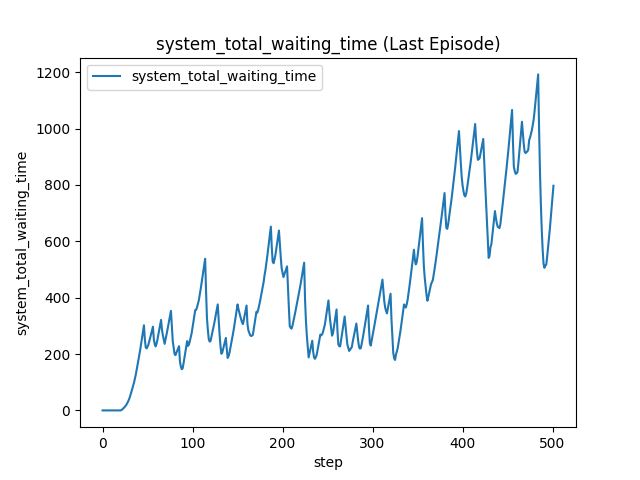 system_total_waiting_time (Last Episode)
system_total_waiting_time
system_total_waiting_time
1200
1000
800
600
400
200
0
0 100 200 300 400 500
step